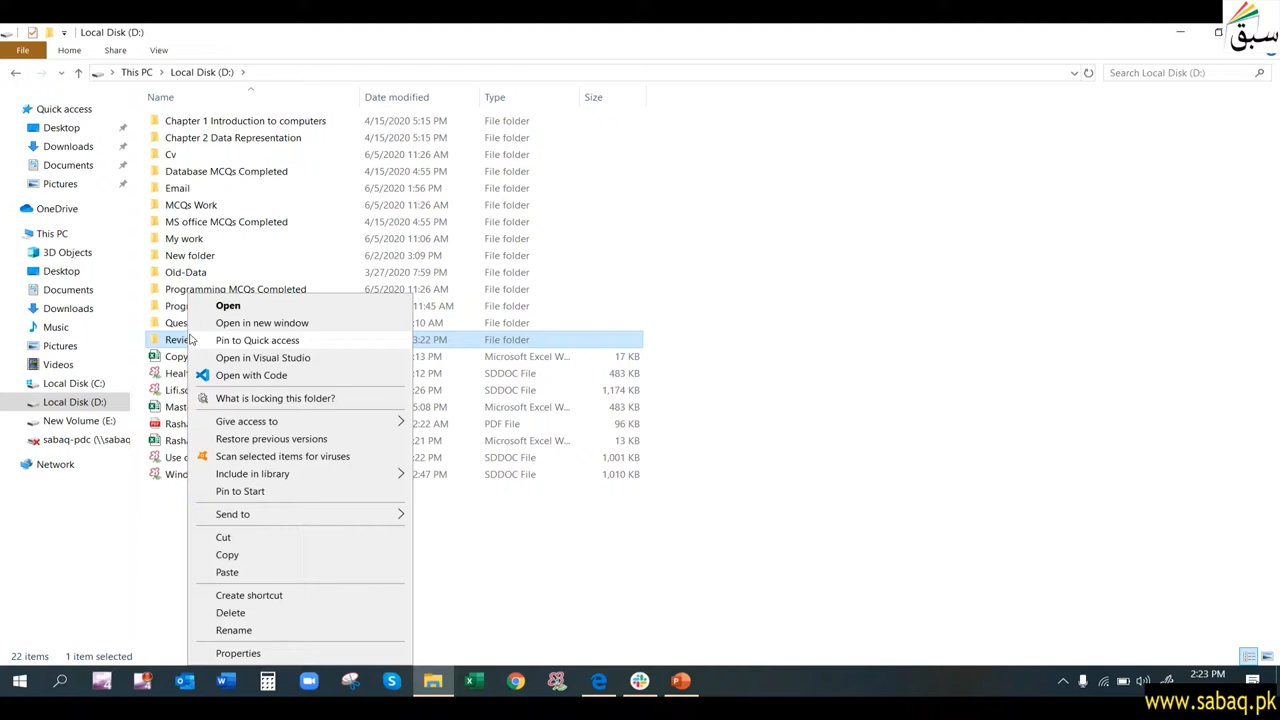 Local Disk (D:)
سبق
File Home Share View
This PC Local Disk (D:) Search Local Disk (D:)
Name Date modified Type Size
Quick access
Desktop
Downloads
Documents
Pictures
OneDrive
This PC
3D Objects
Desktop
Documents
Downloads
Music
Pictures
Videos
Local Disk (C:)
Local Disk (D:)
New Volume (E:)
sabaq-pdc (\\sabaq
Network
Chapter 1 Introduction to computers 4/15/2020 5:15 PM File folder
Chapter 2 Data Representation 4/15/2020 5:15 PM File folder
Cv 6/5/2020 11:26 AM File folder
Database MCQs Completed 4/15/2020 4:55 PM File folder
Email 6/5/2020 1:56 PM File folder
MCQs Work 6/5/2020 11:26 AM File folder
MS office MCQs Completed 4/15/2020 4:55 PM File folder
My work 6/5/2020 11:06 AM File folder
New folder 6/2/2020 3:09 PM File folder
Old-Data 3/27/2020 7:59 PM File folder
Programming MCQs Completed 6/5/2020 11:26 AM File folder
Progr 11:45 AM File folder
Ques :10 AM File folder
Revie 3:22 PM File folder
Copy :13 PM Microsoft Excel W... 17 KB
Healt :23 PM SDDOC File 483 KB
Lifi.sc :26 PM SDDOC File 1,174 KB
Mast 5:08 PM Microsoft Excel W... 483 KB
Rasha 2:22 AM PDF File 96 KB
Rasha :21 PM Microsoft Excel W... 13 KB
Use o :22 PM SDDOC File 1,001 KB
Wind 2:47 PM SDDOC File 1,010 KB
Open
Open in new window
Pin to Quick access
Open in Visual Studio
Open with Code
What is locking this folder?
Give access to
Restore previous versions
Scan selected items for viruses
Include in library
Pin to Start
Send to
Cut
Copy
Paste
Create shortcut
Delete
Rename
Properties
22 items 1 item selected
2:23 PM
www.sabaq.pk